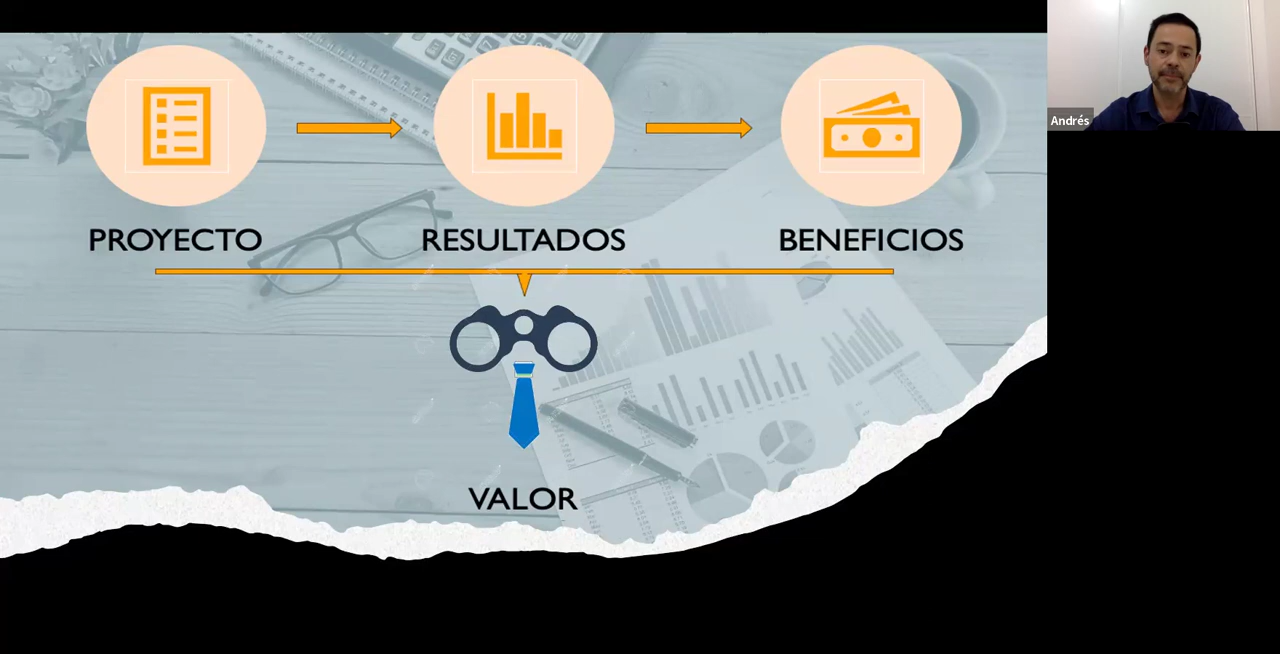 Andrés
PROYECTO
RESULTADOS
BENEFICIOS
VALOR